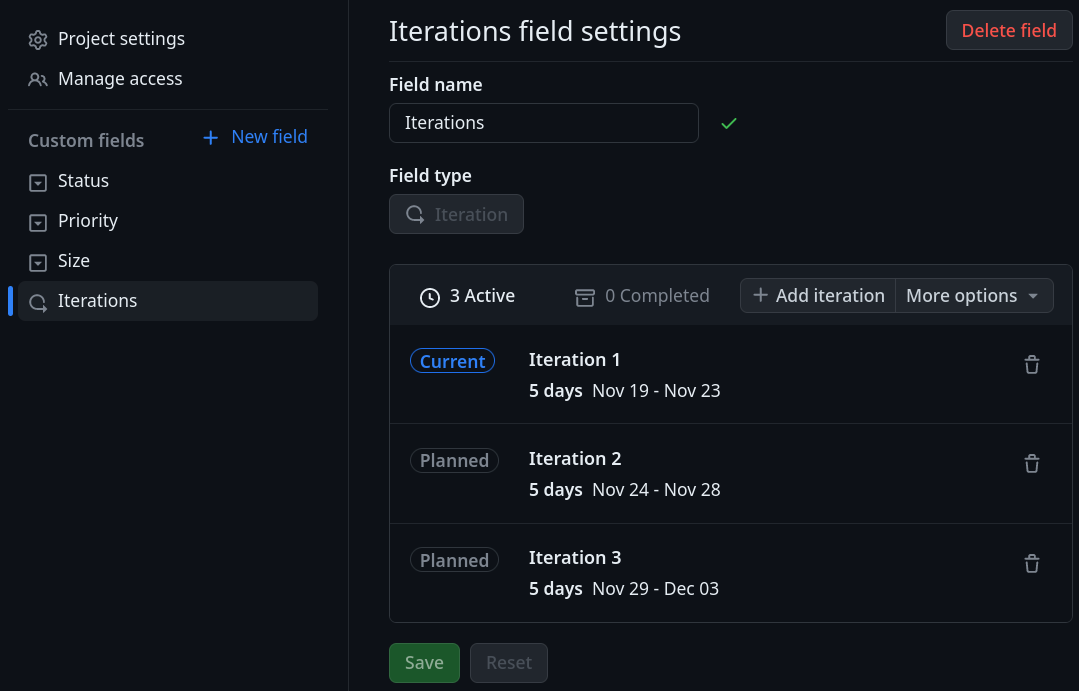 Project settings
Manage access
Custom fields
New field
Status
Priority
Size
Iterations
Iterations field settings
Delete field
Field name
Iterations
Field type
Iteration
3 Active
0 Completed
Add iteration
More options
Current
Iteration 1
5 days Nov 19 - Nov 23
Planned
Iteration 2
5 days Nov 24 - Nov 28
Planned
Iteration 3
5 days Nov 29 - Dec 03
Save
Reset